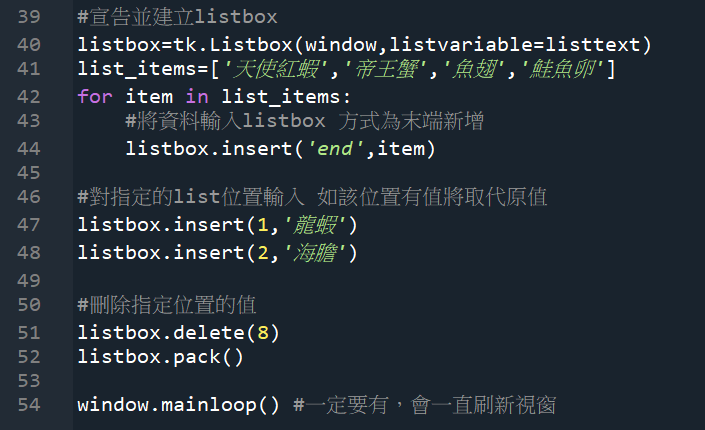 39 #宣告並建立listbox
40 listbox=tk.Listbox(window,listvariable=listtext)
41 list_items=['天使紅蝦','帝王蟹','魚翅','鮭魚卵']
42 for item in list_items:
43     #將資料輸入listbox 方式為末端新增
44     listbox.insert('end',item)
45
46 #對指定的list位置輸入 如該位置有值將取代原值
47 listbox.insert(1,'龍蝦')
48 listbox.insert(2,'海膽')
49
50 #刪除指定位置的值
51 listbox.delete(8)
52 listbox.pack()
53
54 window.mainloop() #一定要有，會一直刷新視窗